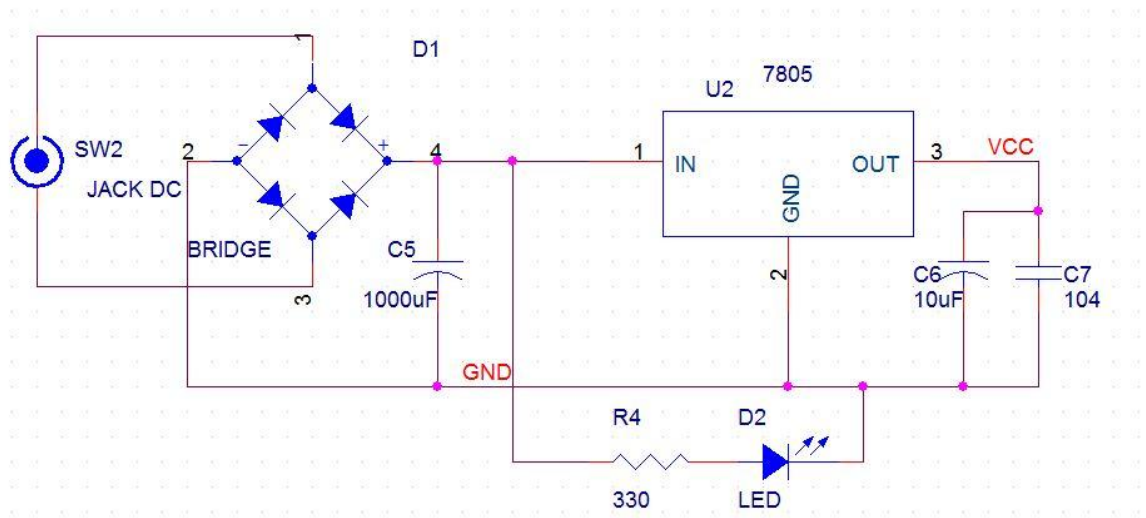 1
D1
7805
U2
SW2
2
−
+
4
1
IN
OUT
3
VCC
JACK DC
GND
BRIDGE
C5
2
C6
C7
3
1000uF
10uF
104
GND
R4
D2
330
LED